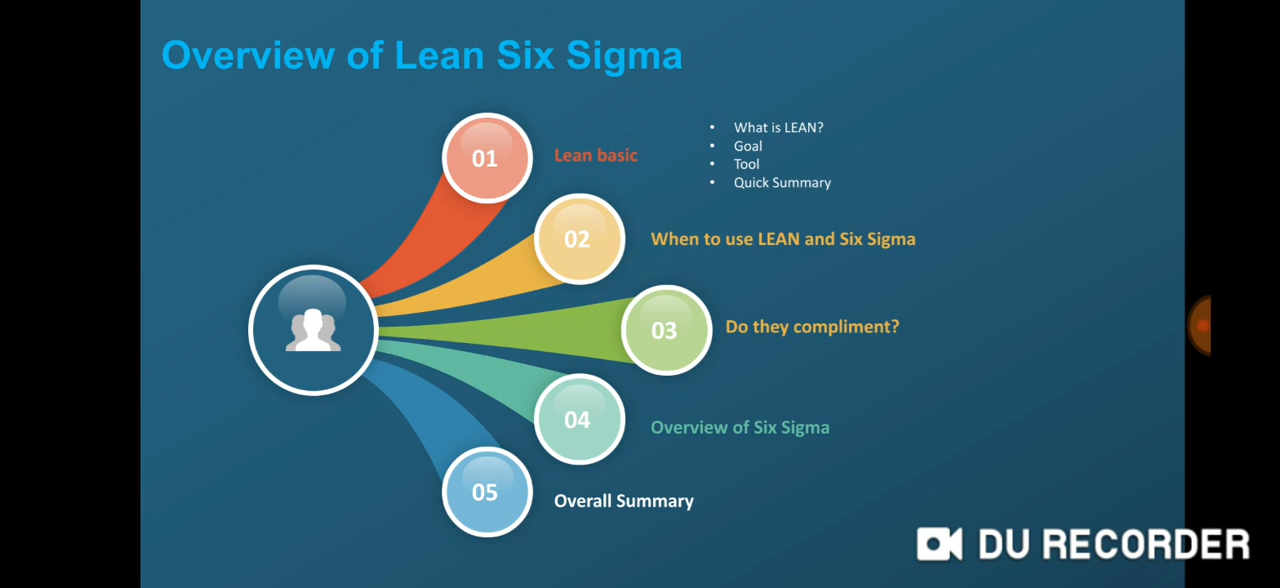 Overview of Lean Six Sigma
01
Lean basic
• What is LEAN?
• Goal
• Tool
• Quick Summary
02
When to use LEAN and Six Sigma
03
Do they compliment?
04
Overview of Six Sigma
05
Overall Summary
DU RECORDER